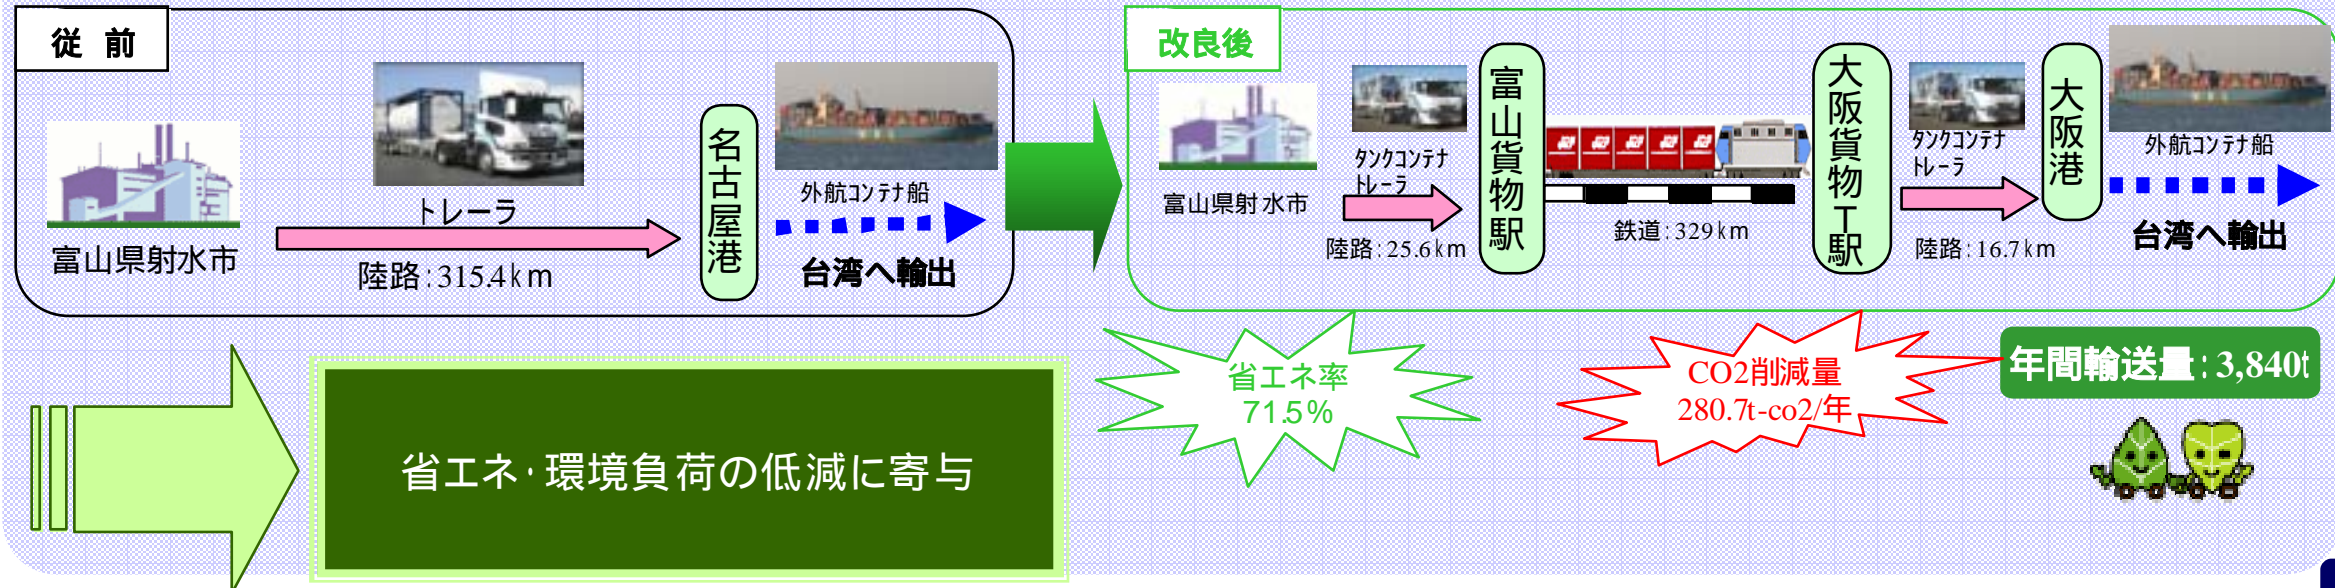 従 前
トレーラ
富山県射水市
陸路:315.4km
名古屋港
外航コンテナ船
台湾へ輸出
改良後
富山県射水市
タンクコンテナ
トレーラ
陸路:25.6km
富山貨物駅
鉄道:329km
大阪貨物T駅
タンクコンテナ
トレーラ
陸路:16.7km
大阪港
外航コンテナ船
台湾へ輸出
省エネ・環境負荷の低減に寄与
省エネ率
71.5%
CO2削減量
280.7t-co2/年
年間輸送量:3,840t